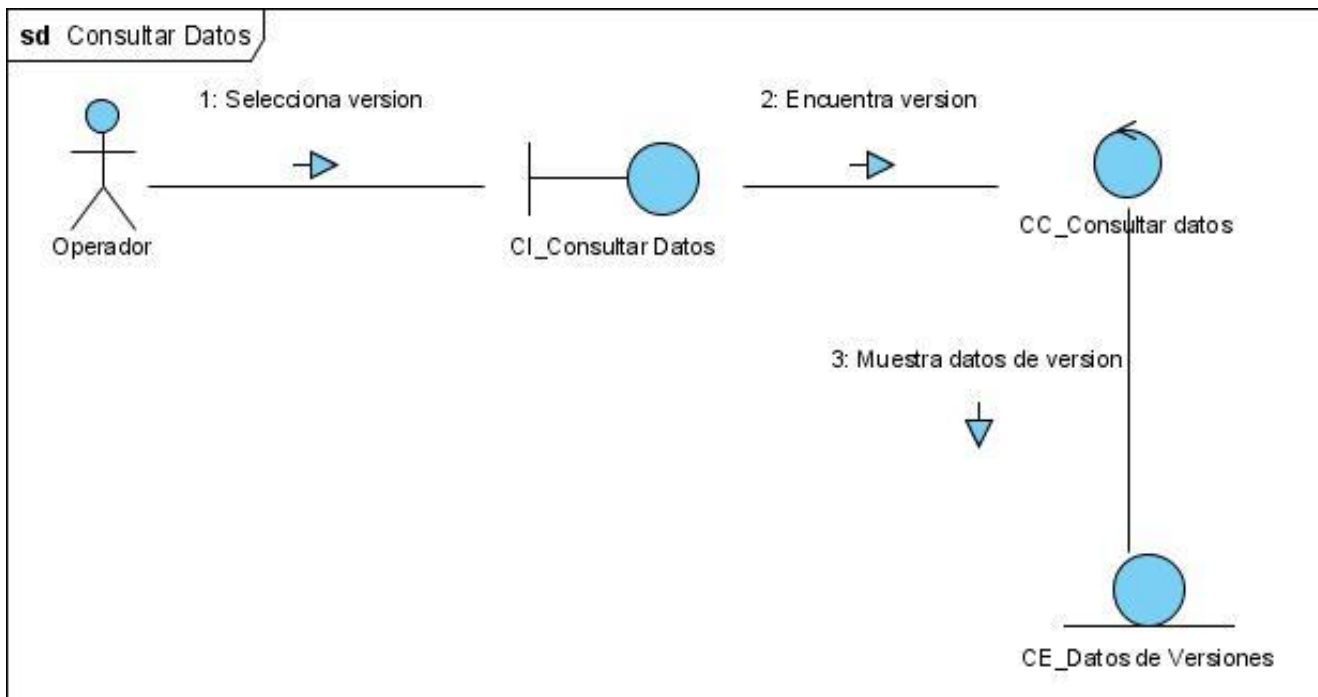 sd Consultar Datos
1: Selecciona version
2: Encuentra version
Operador
CI_Consultar Datos
CC_Consultar datos
3: Muestra datos de version
CE_Datos de Versiones